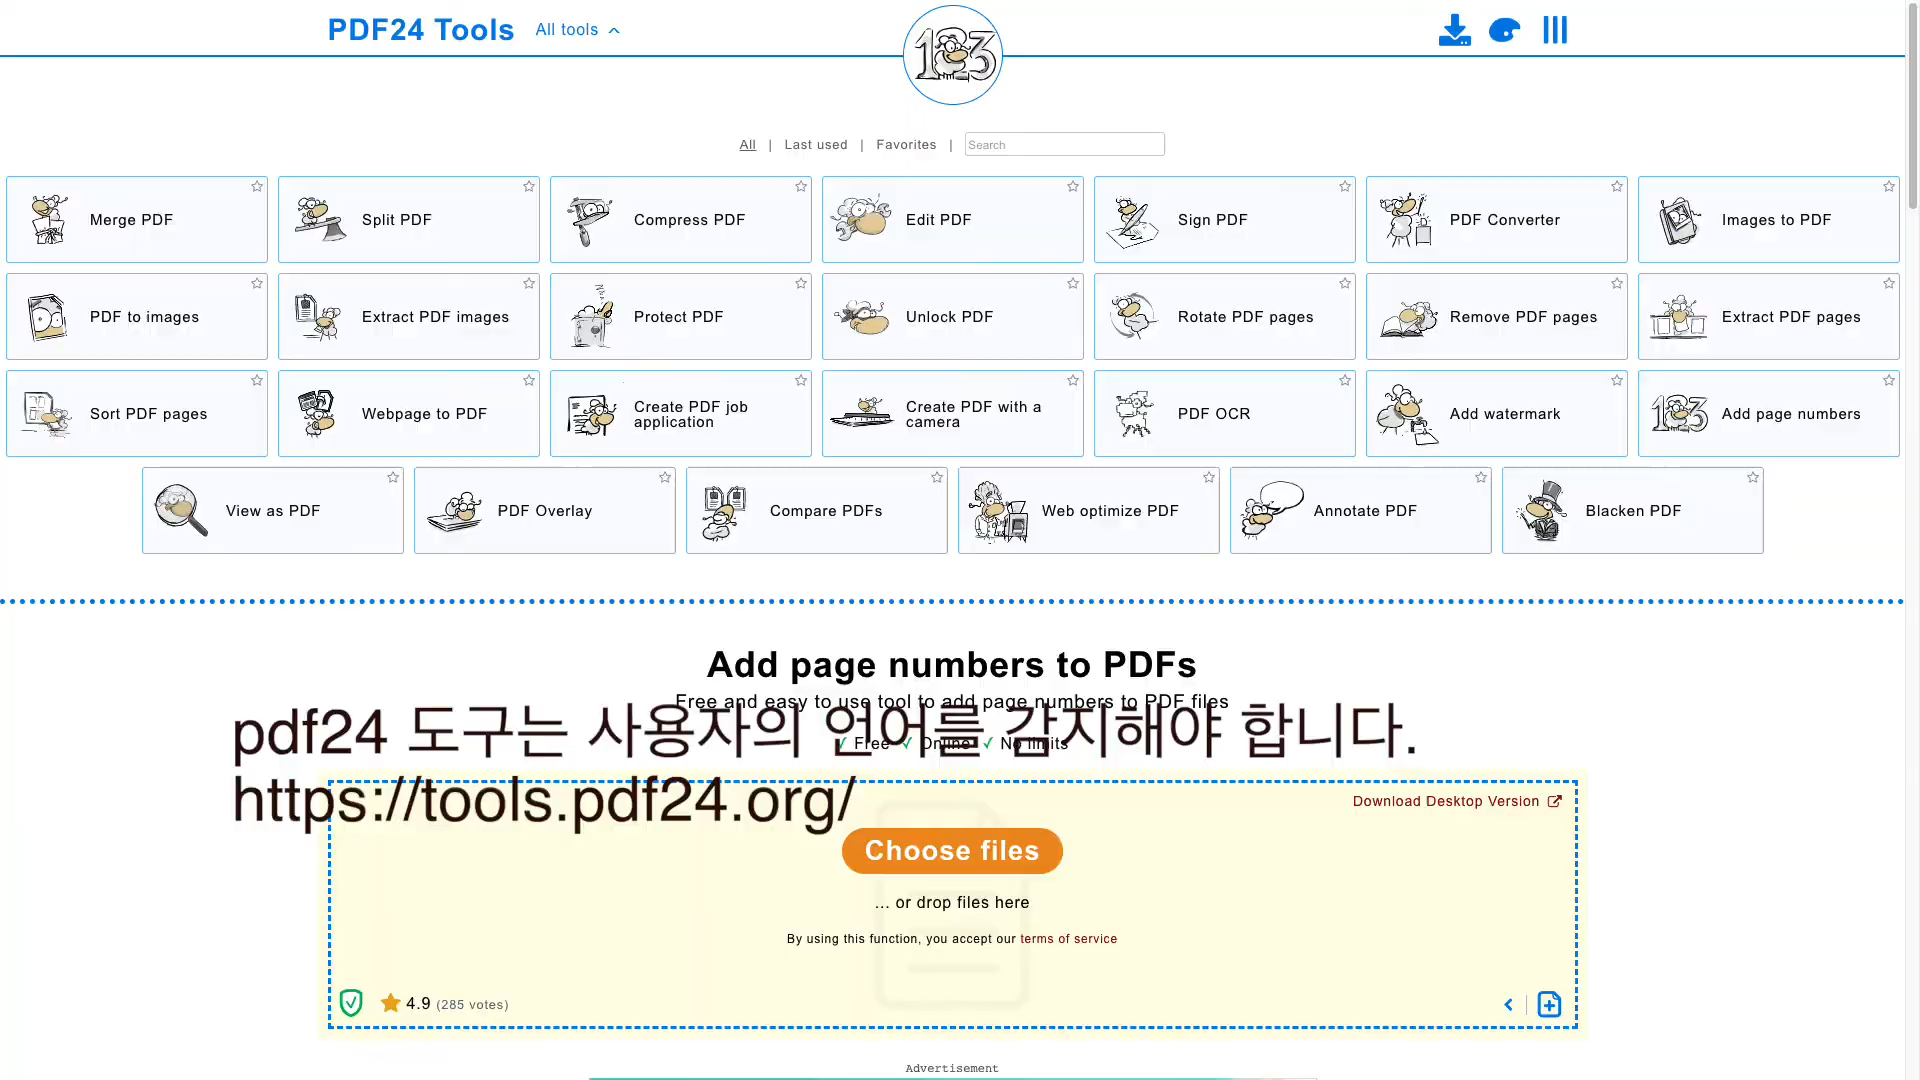 PDF24 Tools All tools
123
All | Last used | Favorites | Search
Merge PDF Split PDF Compress PDF Edit PDF Sign PDF PDF Converter Images to PDF
PDF to images Extract PDF images Protect PDF Unlock PDF Rotate PDF pages Remove PDF pages Extract PDF pages
Sort PDF pages Webpage to PDF Create PDF job application Create PDF with a camera PDF OCR Add watermark 123 Add page numbers
View as PDF PDF Overlay Compare PDFs Web optimize PDF Annotate PDF Blacken PDF
Add page numbers to PDFs
Free and easy to use tool to add page numbers to PDF files
pdf24 도구는 사용자의 언어를 감지해야 합니다.
✓ Free ✓ Online ✓ No limits
https://tools.pdf24.org/
Download Desktop Version
Choose files
... or drop files here
By using this function, you accept our terms of service
4.9 (285 votes)
Advertisement